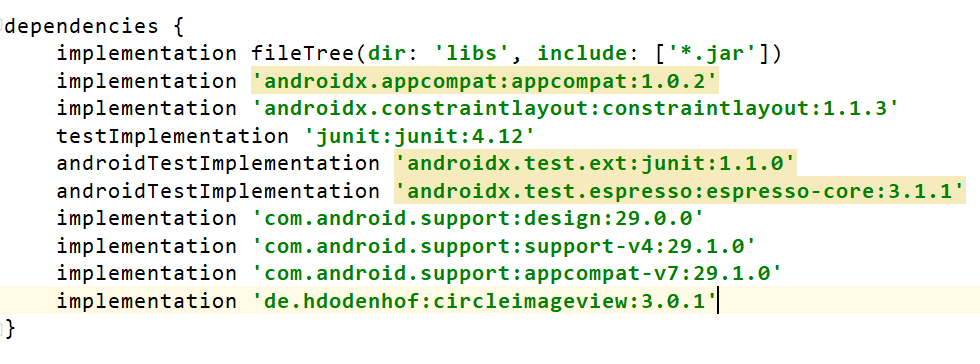 dependencies {
    implementation fileTree(dir: 'libs', include: ['*.jar'])
    implementation 'androidx.appcompat:appcompat:1.0.2'
    implementation 'androidx.constraintlayout:constraintlayout:1.1.3'
    testImplementation 'junit:junit:4.12'
    androidTestImplementation 'androidx.test.ext:junit:1.1.0'
    androidTestImplementation 'androidx.test.espresso:espresso-core:3.1.1'
    implementation 'com.android.support:design:29.0.0'
    implementation 'com.android.support:support-v4:29.1.0'
    implementation 'com.android.support:appcompat-v7:29.1.0'
    implementation 'de.hdodenhof:circleimageview:3.0.1'
}